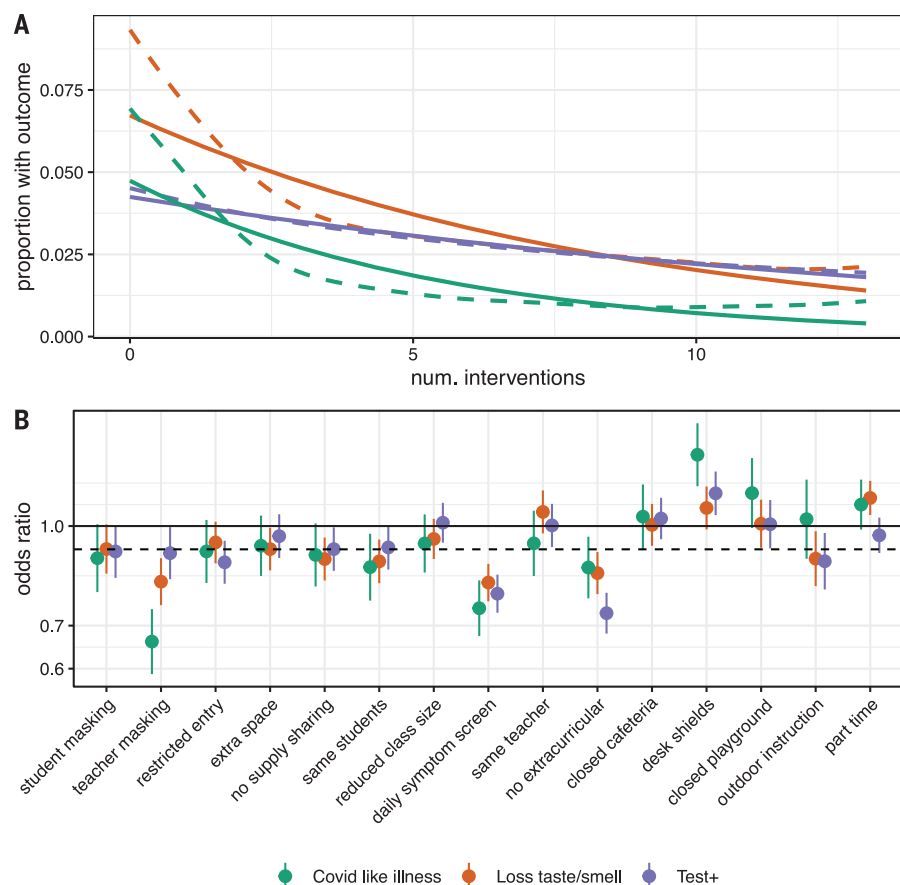 A
proportion with outcome
0.075
0.050
0.025
0.000
0
5
10
num. interventions
B
odds ratio
1.0
0.7
0.6
student masking
teacher masking
restricted entry
extra space
no supply sharing
same students
reduced class size
daily symptom screen
same teacher
no extracurricular
closed cafeteria
desk shields
closed playground
outdoor instruction
part time
Covid like illness Loss taste/smell Test+